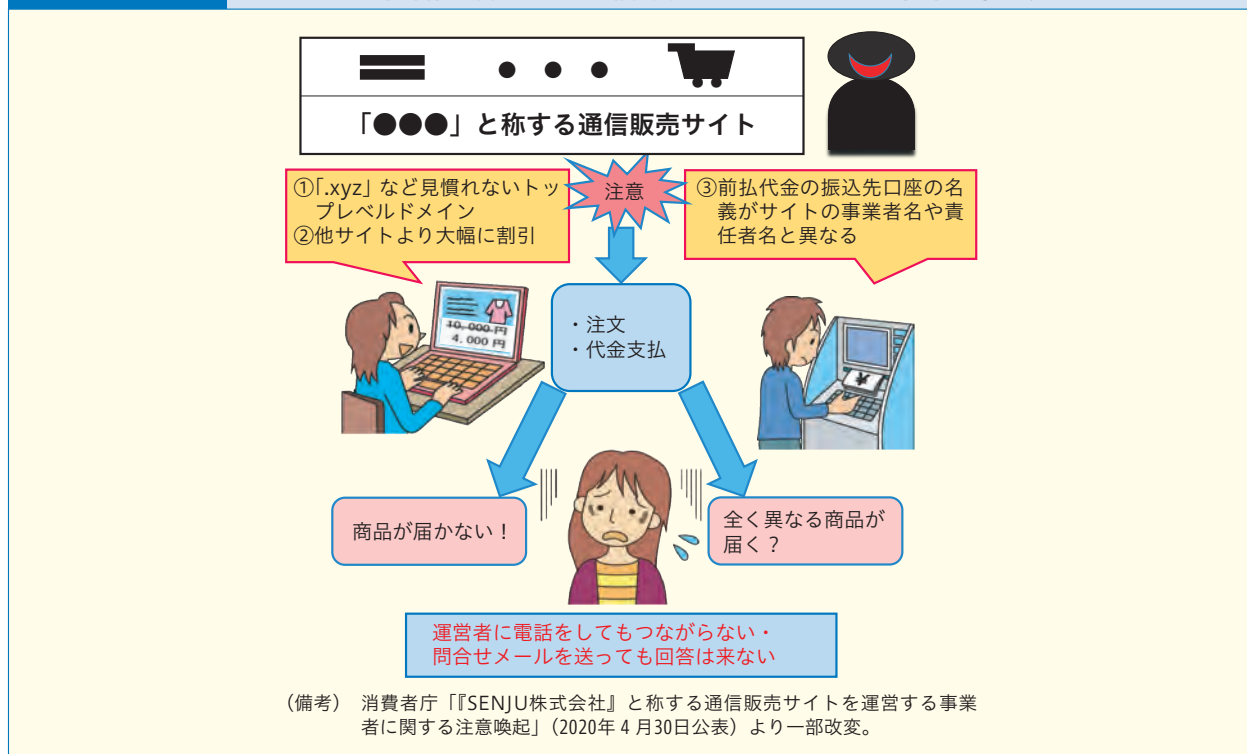 「●●●」と称する通信販売サイト
①「.xyz」など見慣れないトッ
プレベルドメイン
②他サイトより大幅に割引
注意
③前払代金の振込先口座の名
義がサイトの事業者名や責
任者名と異なる
10,000円
4,000円
¥
・注文
・代金支払
商品が届かない！
全く異なる商品が
届く？
運営者に電話をしてもつながらない・
問合せメールを送っても回答は来ない
（備考） 消費者庁「『SENJU株式会社』と称する通信販売サイトを運営する事業
者に関する注意喚起」（2020年4月30日公表）より一部改変。